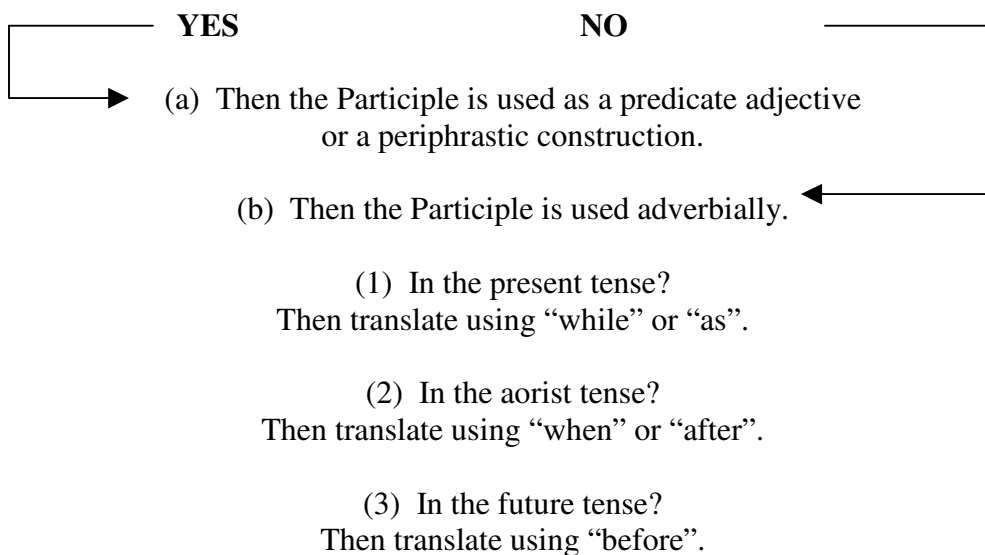 YES NO
(a) Then the Participle is used as a predicate adjective
or a periphrastic construction.
(b) Then the Participle is used adverbially.
(1) In the present tense?
Then translate using “while” or “as”.
(2) In the aorist tense?
Then translate using “when” or “after”.
(3) In the future tense?
Then translate using “before”.